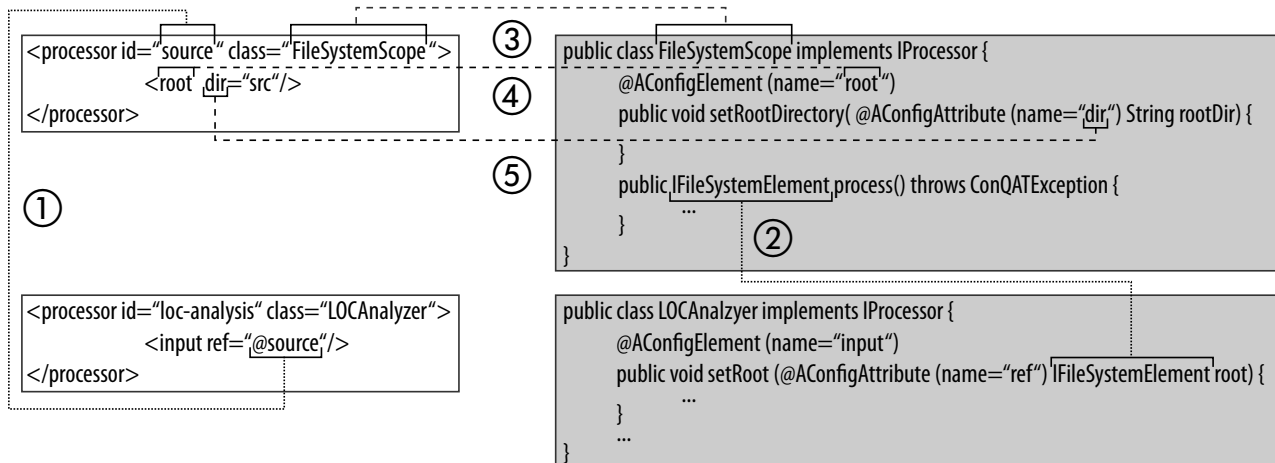 <processor id=“source“ class=“FileSystemScope“>
<root dir=“src“/>
</processor>
①
<processor id=“loc-analysis“ class=“LOCAnalyzer“>
<input ref=“@source“/>
</processor>
③
④
⑤
public class FileSystemScope implements IProcessor {
@AConfigElement (name=“root“)
public void setRootDirectory( @AConfigAttribute (name=“dir“) String rootDir) {
}
public IFileSystemElement process() throws ConQATException {
...
}
②
}
public class LOCAnalzyer implements IProcessor {
@AConfigElement (name=“input“)
public void setRoot (@AConfigAttribute (name=“ref“) IFileSystemElement root) {
...
}
...
}